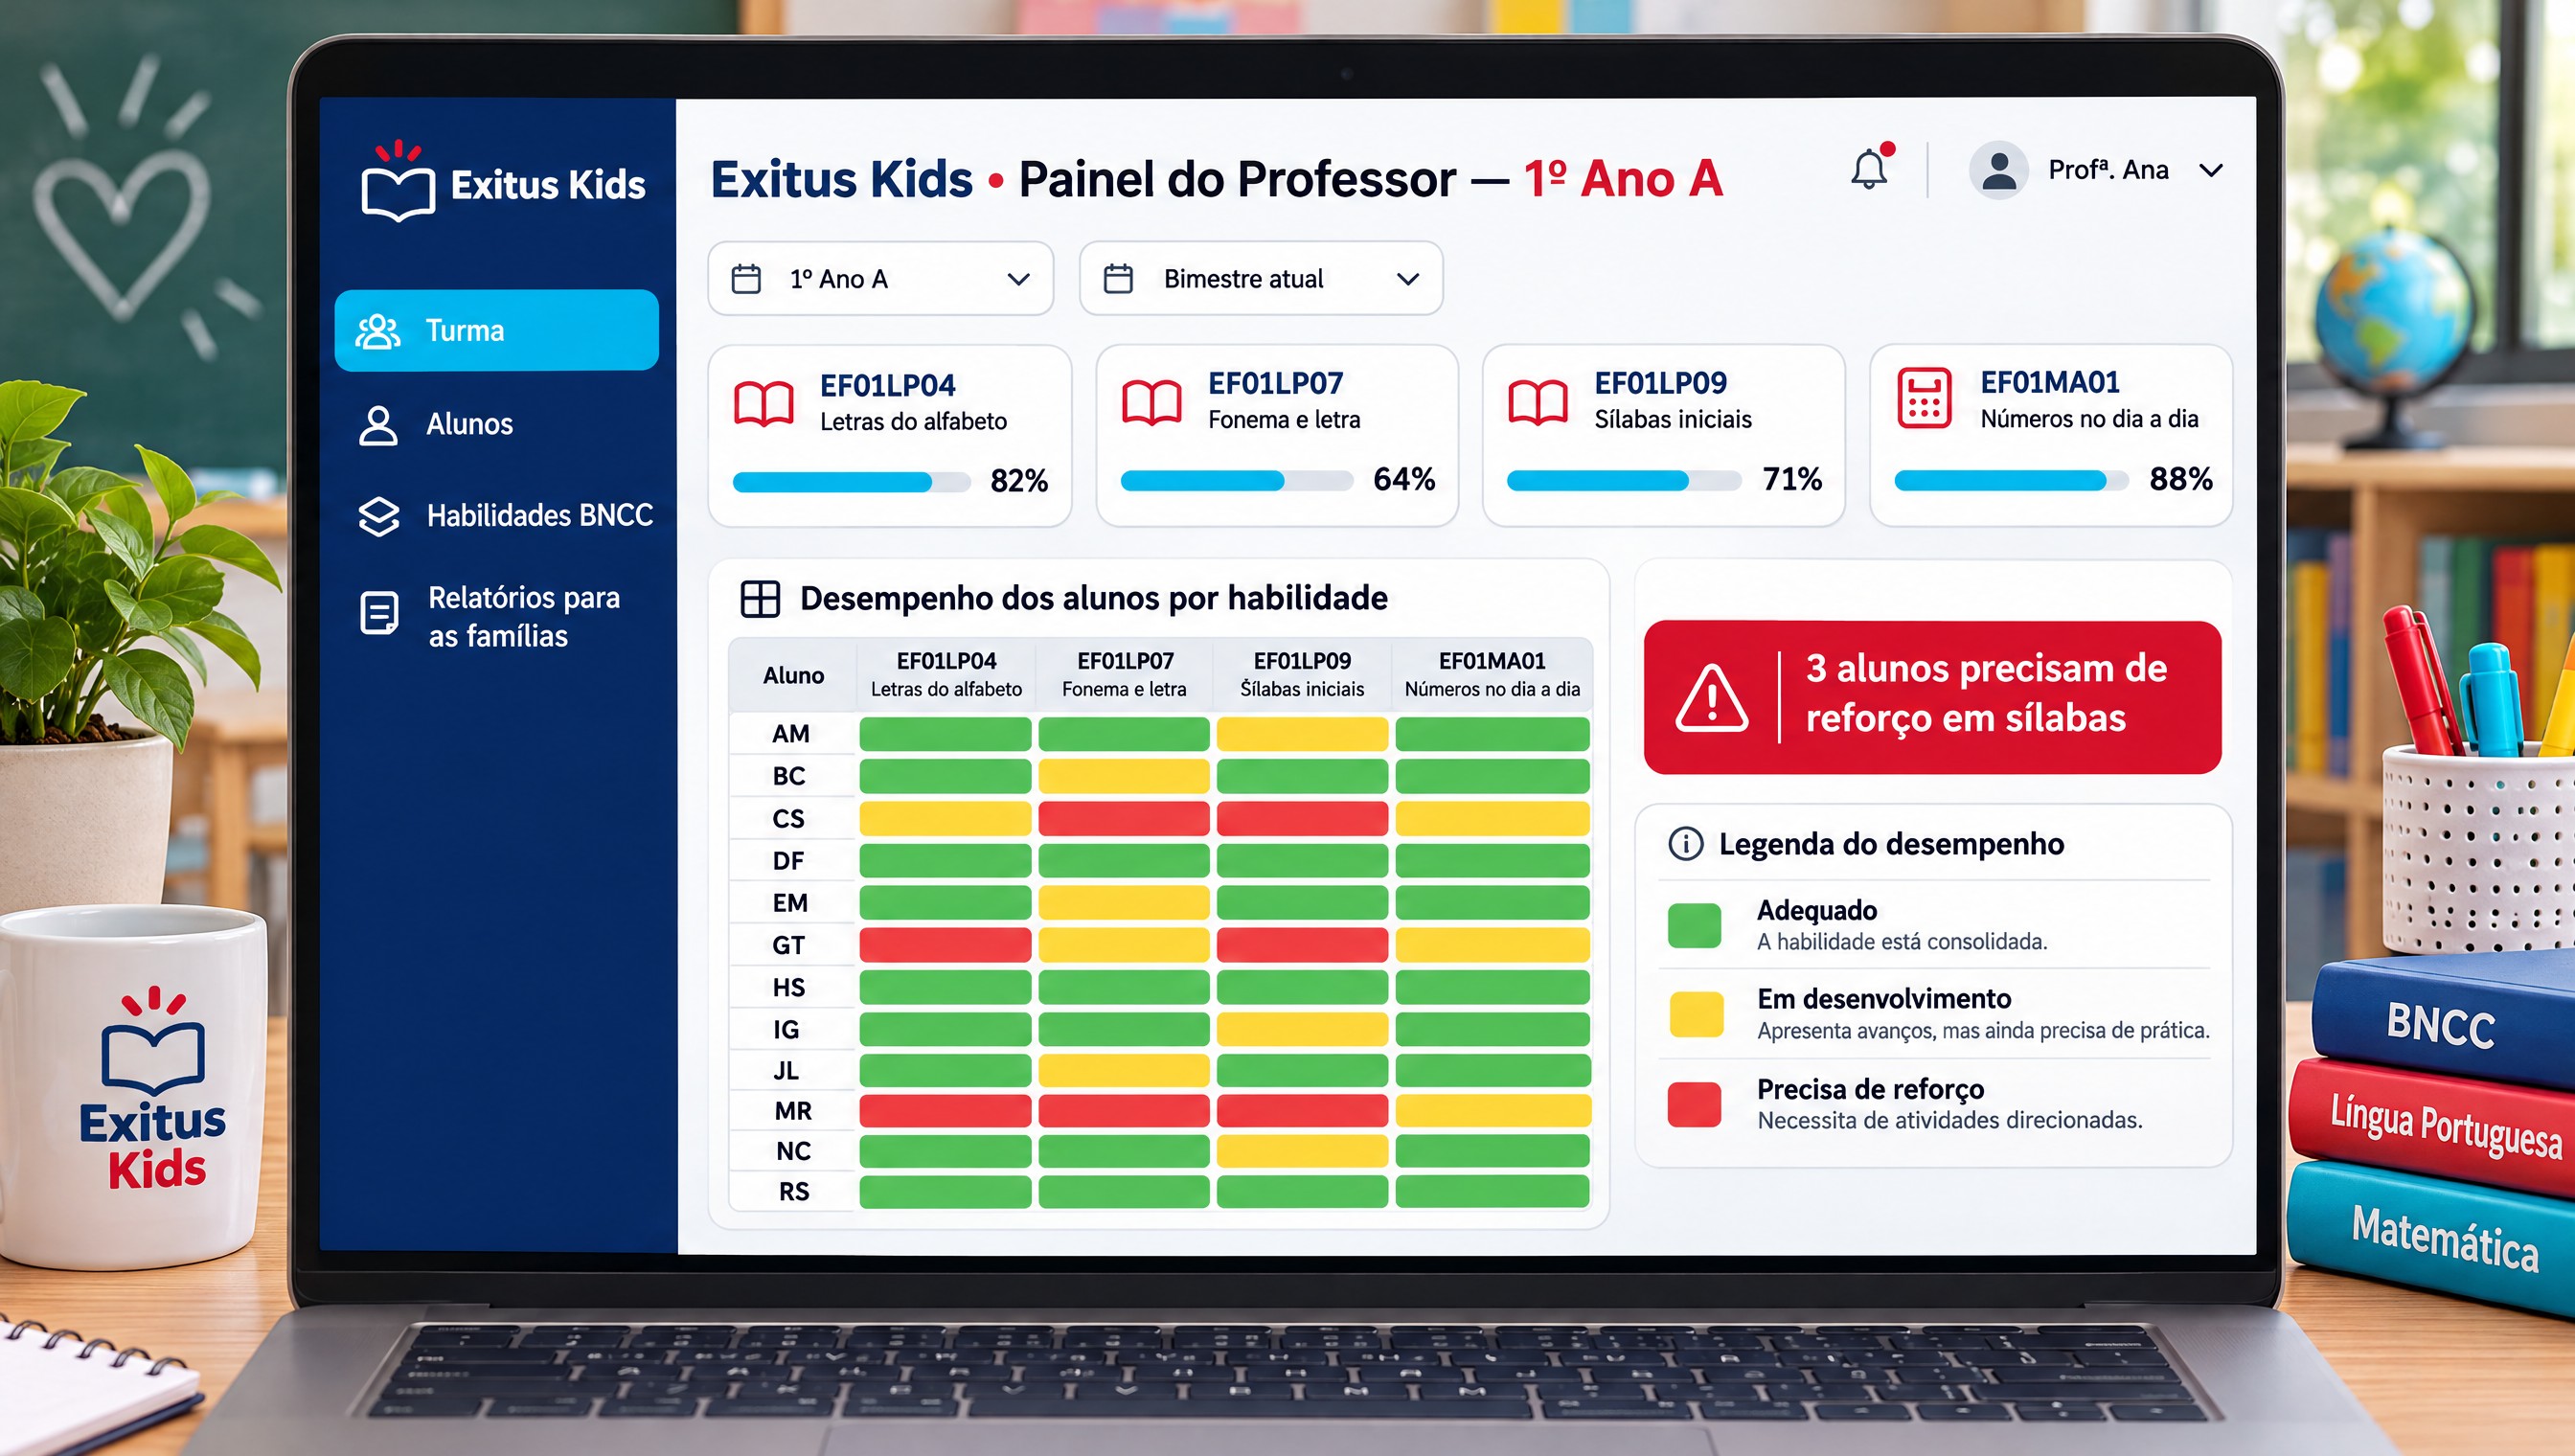 Exitus Kids
Exitus Kids • Painel do Professor — 1º Ano A
Profª. Ana
Turma
Alunos
Habilidades BNCC
Relatórios para
as famílias
1º Ano A
Bimestre atual
EF01LP04
Letras do alfabeto
82%
EF01LP07
Fonema e letra
64%
EF01LP09
Sílabas iniciais
71%
EF01MA01
Números no dia a dia
88%
Desempenho dos alunos por habilidade
Aluno
EF01LP04
Letras do alfabeto
EF01LP07
Fonema e letra
EF01LP09
Sílabas iniciais
EF01MA01
Números no dia a dia
AM
BC
CS
DF
EM
GT
HS
IG
JL
MR
NC
RS
3 alunos precisam de
reforço em sílabas
Legenda do desempenho
Adequado
A habilidade está consolidada.
Em desenvolvimento
Apresenta avanços, mas ainda precisa de prática.
Precisa de reforço
Necessita de atividades direcionadas.
Exitus
Kids
BNCC
Língua Portuguesa
Matemática